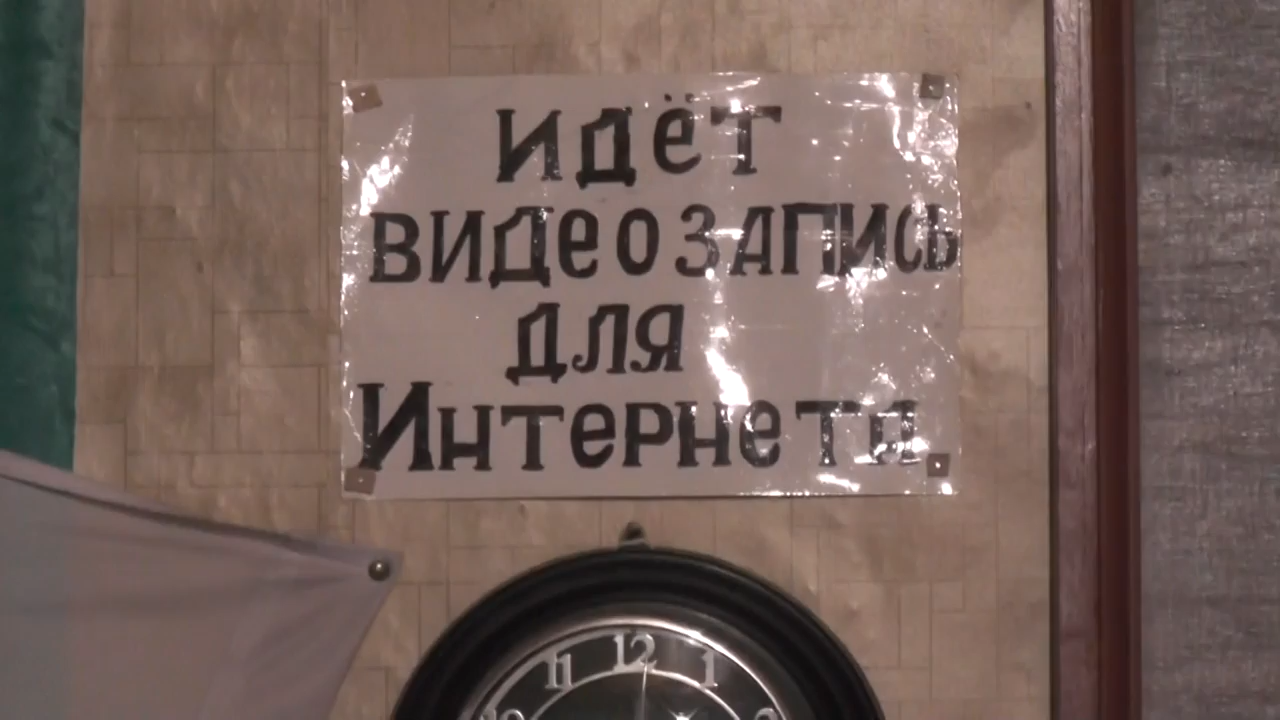 идёт
видеозапись
для
Интернета
11 12 1